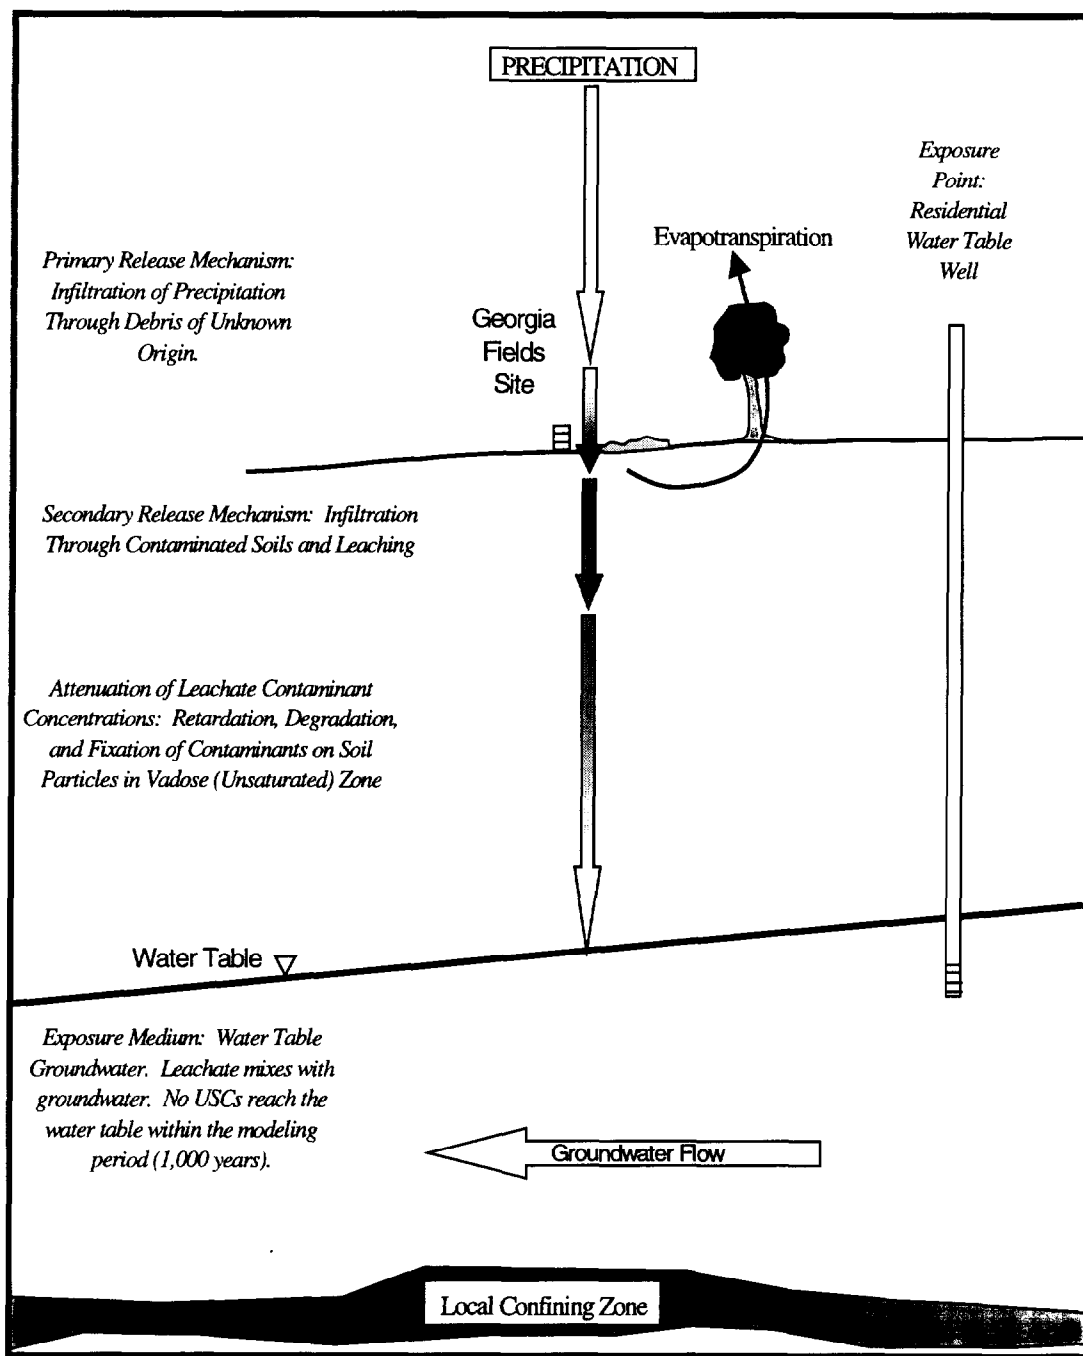 PRECIPITATION
Exposure
Point:
Residential
Water Table
Well
Evapotranspiration
Primary Release Mechanism:
Infiltration of Precipitation
Through Debris of Unknown
Origin.
Georgia
Fields
Site
Secondary Release Mechanism: Infiltration
Through Contaminated Soils and Leaching
Attenuation of Leachate Contaminant
Concentrations: Retardation, Degradation,
and Fixation of Contaminants on Soil
Particles in Vadose (Unsaturated) Zone
Water Table
Exposure Medium: Water Table
Groundwater. Leachate mixes with
groundwater. No USCs reach the
water table within the modeling
period (1,000 years).
Groundwater Flow
Local Confining Zone